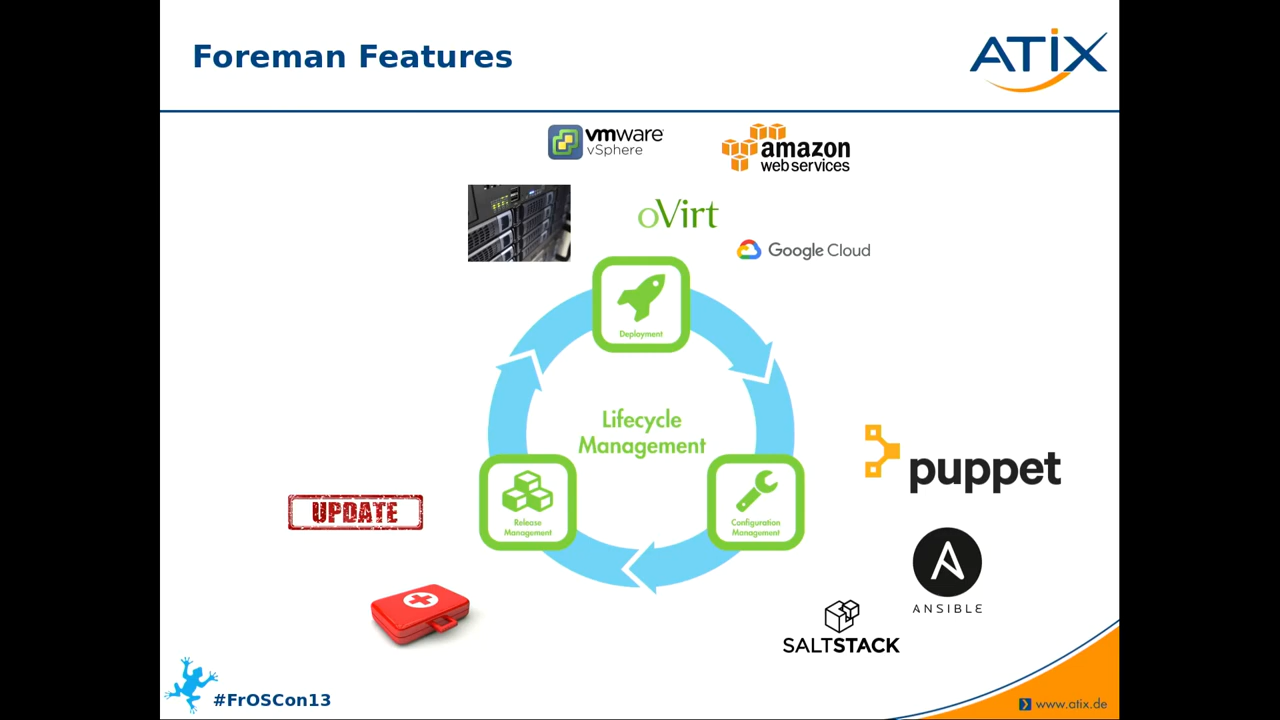 Foreman Features
ATIX
vmware
vSphere
amazon
web services
oVirt
Google Cloud
Deployment
Lifecycle
Management
puppet
UPDATE
Release
Management
Configuration
Management
ANSIBLE
SALTSTACK
#FrOSCon13
www.atix.de